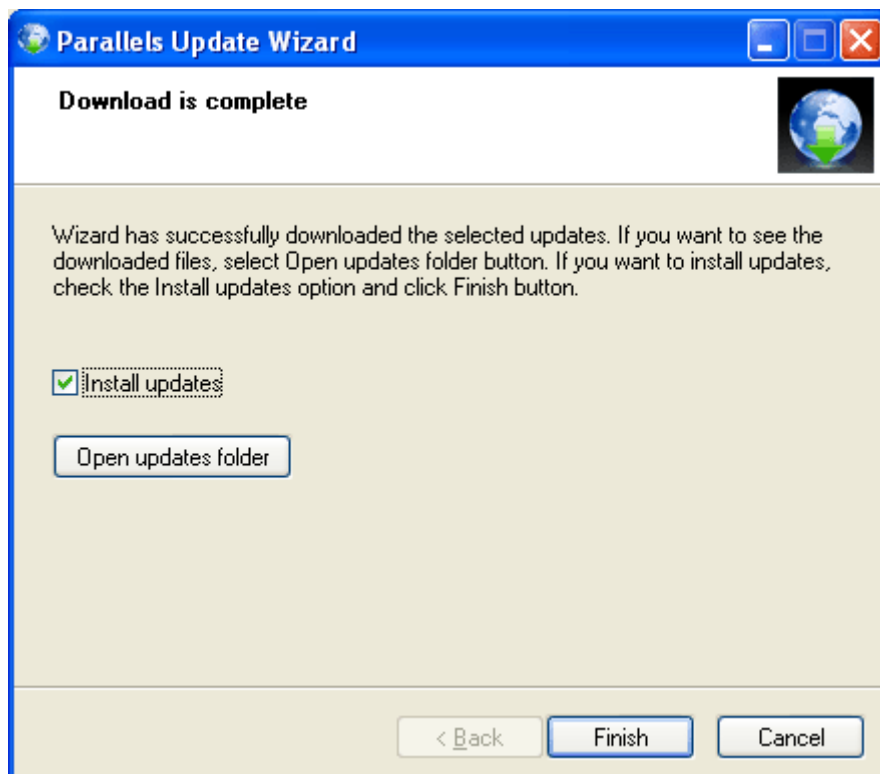 Parallels Update Wizard
Download is complete
Wizard has successfully downloaded the selected updates. If you want to see the
downloaded files, select Open updates folder button. If you want to install updates,
check the Install updates option and click Finish button.
Install updates
Open updates folder
< Back
Finish
Cancel